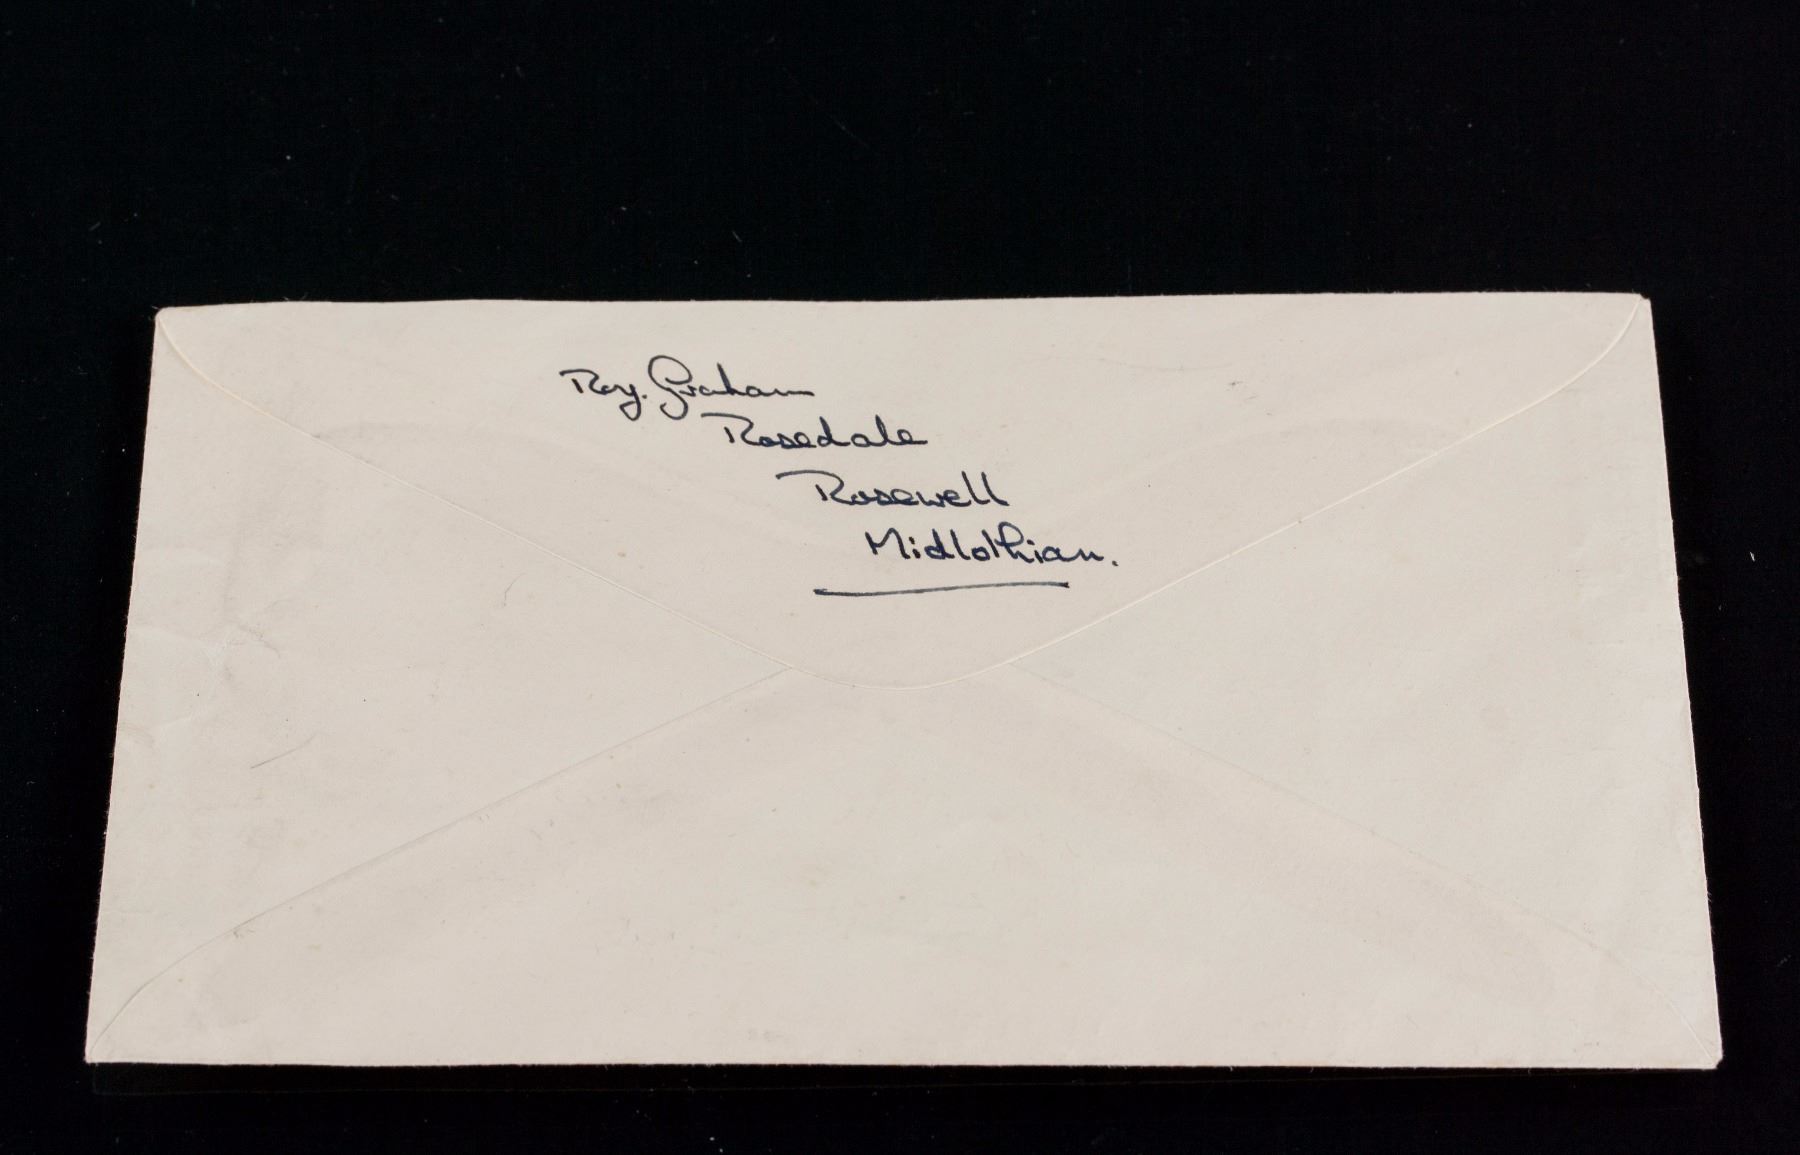 Roy. Graham
Rosedale
Rosewell
Midlothian.